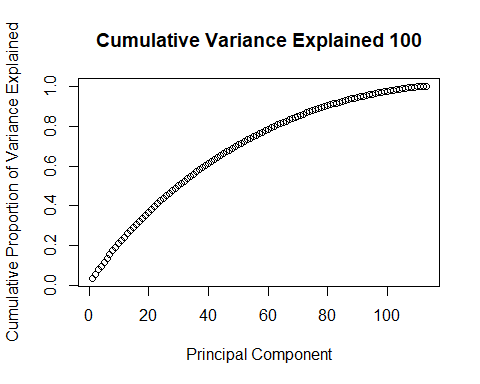 Cumulative Variance Explained 100
Cumulative Proportion of Variance Explained
1.0
0.8
0.6
0.4
0.2
0.0
0 20 40 60 80 100
Principal Component